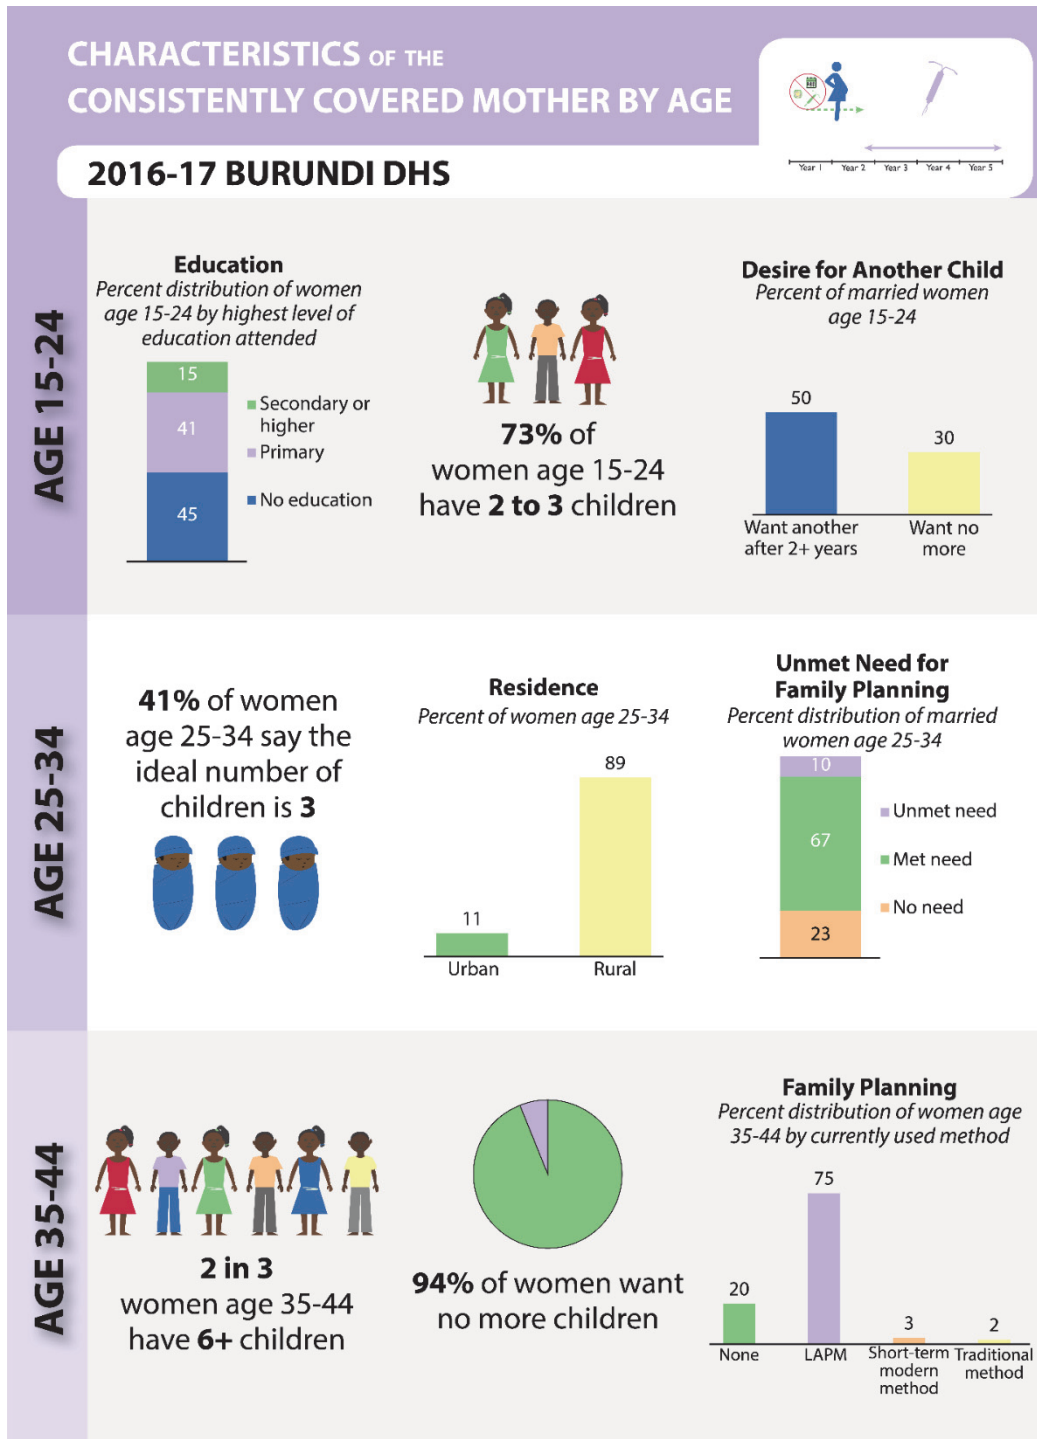 CHARACTERISTICS OF THE
CONSISTENTLY COVERED MOTHER BY AGE
Year 1 Year 2 Year 3 Year 4 Year 5
2016-17 BURUNDI DHS
AGE 15-24
Education
Percent distribution of women
age 15-24 by highest level of
education attended
15
41
45
Secondary or
higher
Primary
No education
73% of
women age 15-24
have 2 to 3 children
Desire for Another Child
Percent of married women
age 15-24
50
30
Want another
after 2+ years
Want no
more
AGE 25-34
41% of women
age 25-34 say the
ideal number of
children is 3
Residence
Percent of women age 25-34
11
89
Urban
Rural
Unmet Need for
Family Planning
Percent distribution of married
women age 25-34
10
67
23
Unmet need
Met need
No need
AGE 35-44
2 in 3
women age 35-44
have 6+ children
94% of women want
no more children
Family Planning
Percent distribution of women age
35-44 by currently used method
20
75
3
2
None
LAPM
Short-term
modern
method
Traditional
method